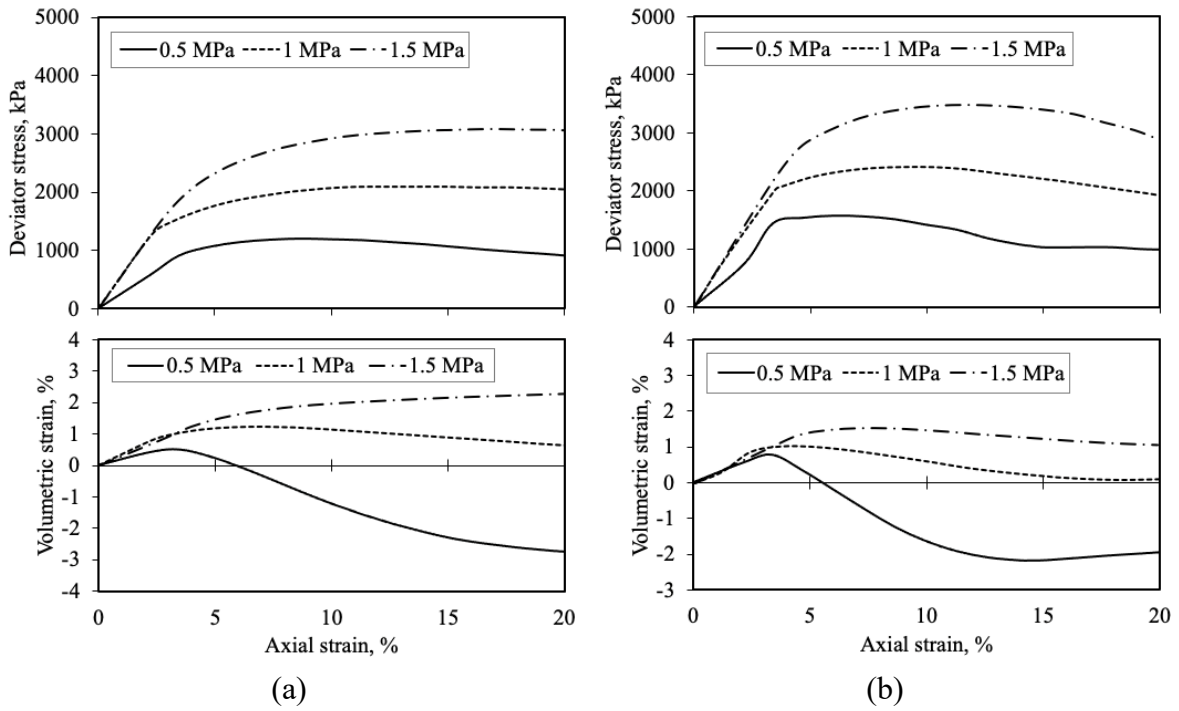 5000
4000
3000
2000
1000
0
Deviator stress, kPa
0.5 MPa 1 MPa 1.5 MPa
4
3
2
1
0
-1
-2
-3
-4
Volumetric strain, %
0.5 MPa 1 MPa 1.5 MPa
0 5 10 15 20
Axial strain, %
(a)
5000
4000
3000
2000
1000
0
Deviator stress, kPa
0.5 MPa 1 MPa 1.5 MPa
4
3
2
1
0
-1
-2
-3
Volumetric strain, %
0.5 MPa 1 MPa 1.5 MPa
0 5 10 15 20
Axial strain, %
(b)